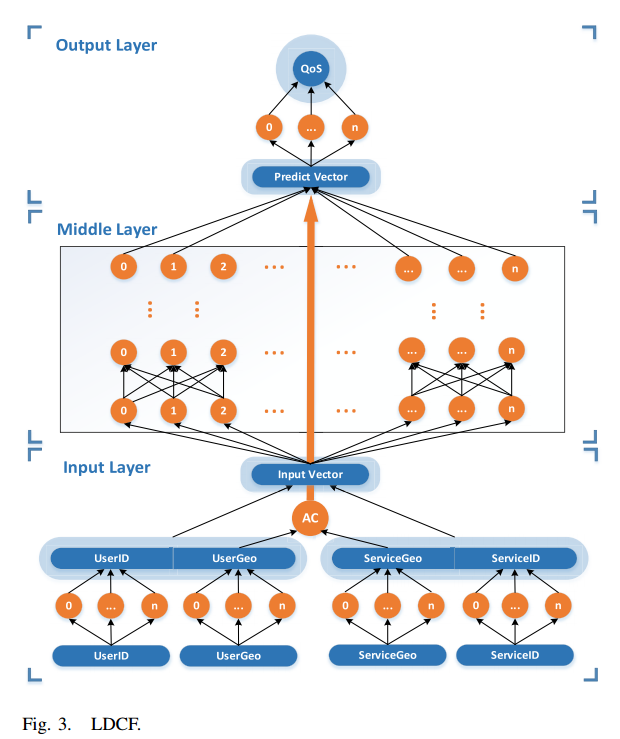 Output Layer
QoS
0 ... n
Predict Vector
Middle Layer
0 1 2 ... ... ... ... n
0 1 2 ... ... ... ... n
0 1 2 ... ... ... ... n
Input Layer
Input Vector
AC
UserID UserGeo ServiceGeo ServiceID
0 ... n 0 ... n 0 ... n 0 ... n
UserID UserGeo ServiceGeo ServiceID
Fig. 3. LDCF.